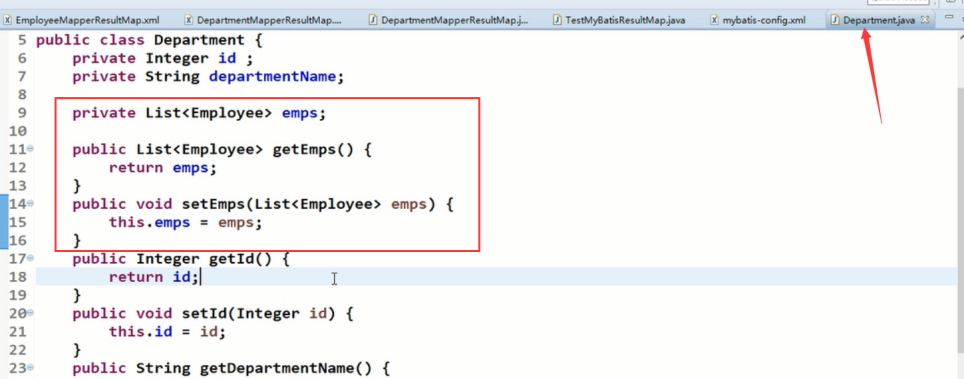 EmployeeMapperResultMap.xml DepartmentMapperResultMap.... DepartmentMapperResultMap.j... TestMyBatisResultMap.java mybatis-config.xml Department.java
5 public class Department {
6 private Integer id ;
7 private String departmentName;
8
9 private List<Employee> emps;
10
11 public List<Employee> getEmps() {
12 return emps;
13 }
14 public void setEmps(List<Employee> emps) {
15 this.emps = emps;
16 }
17 public Integer getId() {
18 return id;
19 }
20 public void setId(Integer id) {
21 this.id = id;
22 }
23 public String getDepartmentName() {